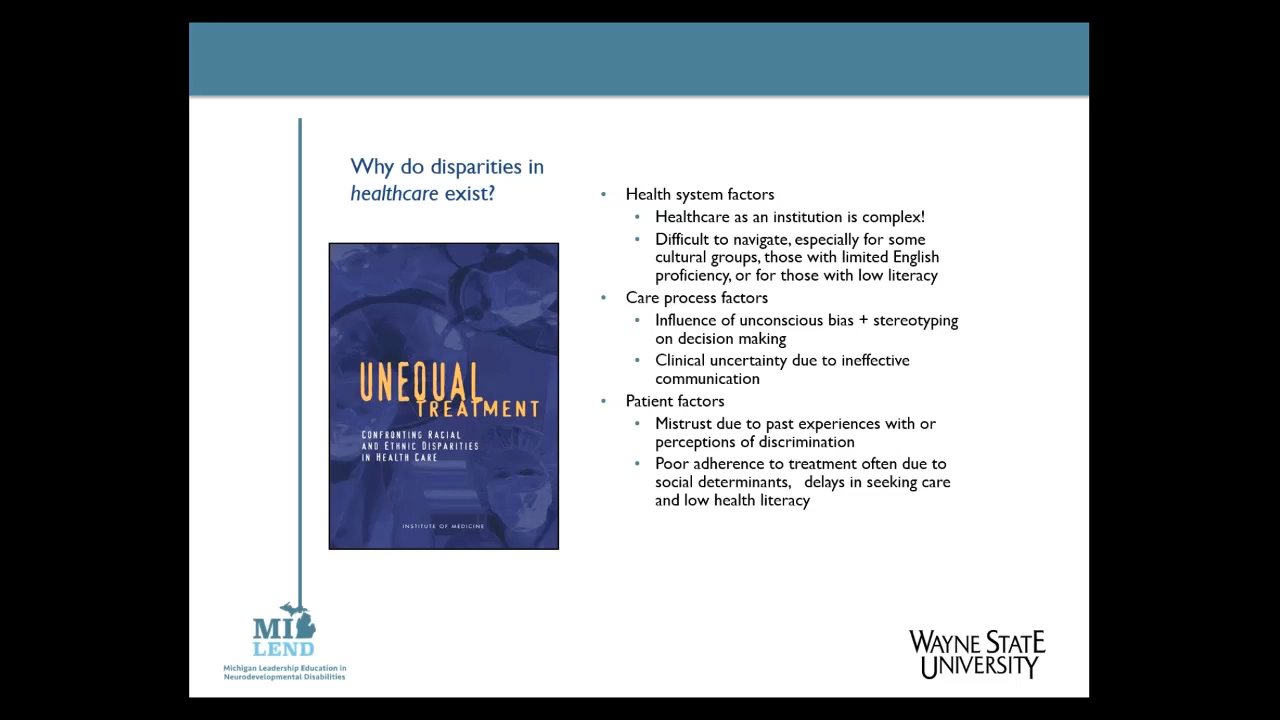 Why do disparities in
healthcare exist?
UNEQUAL
TREATMENT
CONFRONTING RACIAL
AND ETHNIC DISPARITIES
IN HEALTH CARE
INSTITUTE OF MEDICINE
• Health system factors
• Healthcare as an institution is complex!
• Difficult to navigate, especially for some
cultural groups, those with limited English
proficiency, or for those with low literacy
• Care process factors
• Influence of unconscious bias + stereotyping
on decision making
• Clinical uncertainty due to ineffective
communication
• Patient factors
• Mistrust due to past experiences with or
perceptions of discrimination
• Poor adherence to treatment often due to
social determinants, delays in seeking care
and low health literacy
MI
LEND
Michigan Leadership Education in
Neurodevelopmental Disabilities
WAYNE STATE
UNIVERSITY